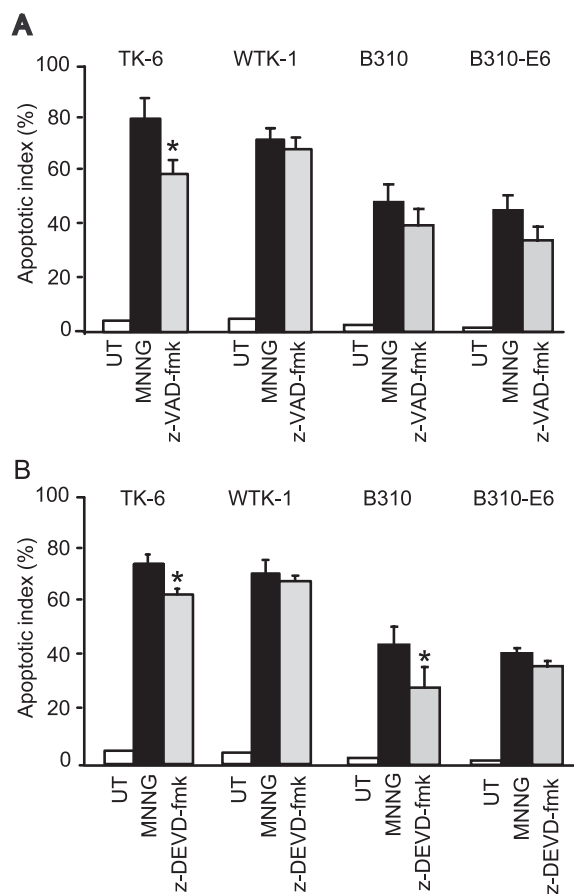 A
TK-6 WTK-1 B310 B310-E6
Apoptotic index (%)
100
80
60
40
20
0
*
UT MNNG z-VAD-fmk UT MNNG z-VAD-fmk UT MNNG z-VAD-fmk UT MNNG z-VAD-fmk
B
TK-6 WTK-1 B310 B310-E6
Apoptotic index (%)
100
80
60
40
20
0
* *
UT MNNG z-DEVD-fmk UT MNNG z-DEVD-fmk UT MNNG z-DEVD-fmk UT MNNG z-DEVD-fmk